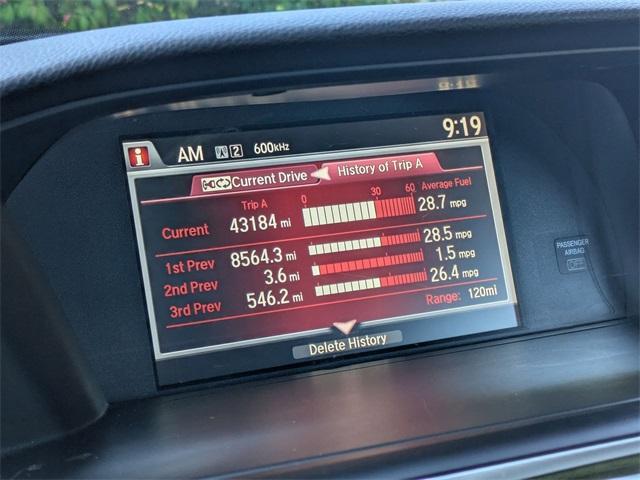 9:19
i AM 2 600kHz
Current Drive History of Trip A
Trip A 0 30 60 Average Fuel
Current 43184 mi 28.7 mpg
1st Prev 8564.3 mi 28.5 mpg
2nd Prev 3.6 mi 1.5 mpg
3rd Prev 546.2 mi 26.4 mpg
Range: 120mi
Delete History
PASSENGER
AIRBAG
OFF